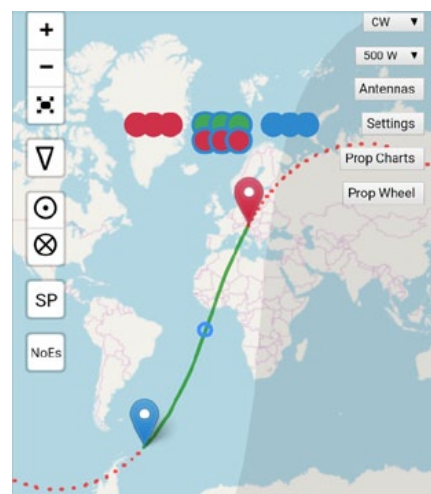 +
CW ▼
−
500 W ▼
Antennas
Settings
Prop Charts
Prop Wheel
SP
NoEs